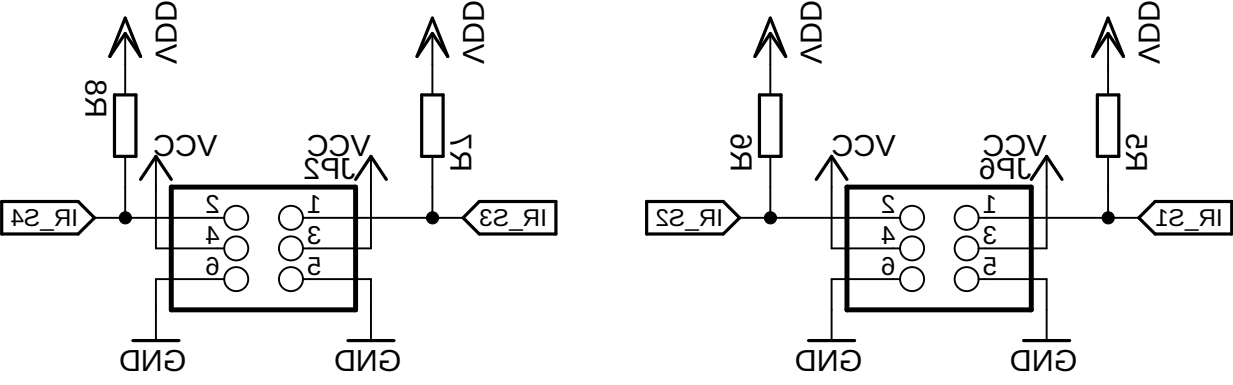 VDD
VDD
VDD
VDD
R8
R7
R6
R5
VCC
VCC
VCC
VCC
JP2
JP6
IR_S4
2
1
IR_S3
IR_S2
2
1
IR_S1
4
3
4
3
6
5
6
5
GND
GND
GND
GND